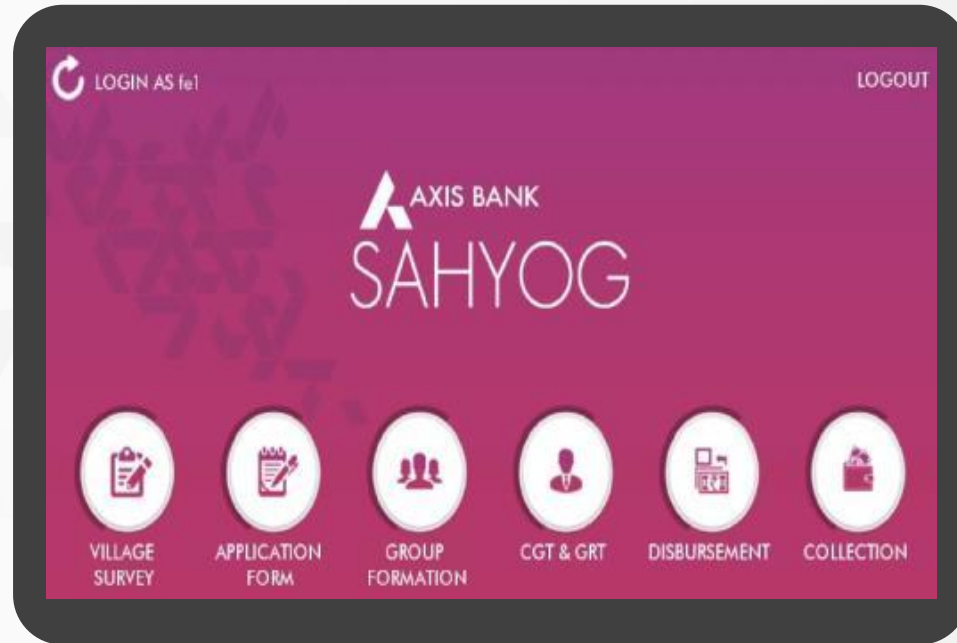 LOGIN AS fe1
LOGOUT
AXIS BANK
SAHYOG
VILLAGE
SURVEY
APPLICATION
FORM
GROUP
FORMATION
CGT & GRT
DISBURSEMENT
COLLECTION